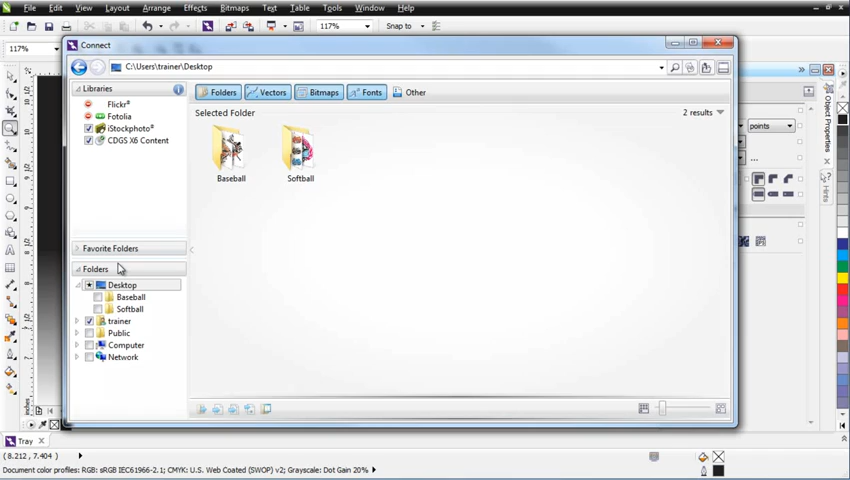 File Edit View Layout Arrange Effects Bitmaps Text Table Tools Window Help
117% Snap to
117%
Connect
C:\Users\trainer\Desktop
Libraries
Folders Vectors Bitmaps Fonts Other
Flickr®
Fotolia
iStockphoto®
CDGS X6 Content
Selected Folder 2 results
Baseball Softball
Favorite Folders
Folders
Desktop
Baseball
Softball
trainer
Public
Computer
Network
points
...
Object Properties
Hints
inches
Tray
(8.212, 7.404)
Document color profiles: RGB: sRGB IEC61966-2.1; CMYK: U.S. Web Coated (SWOP) v2; Grayscale: Dot Gain 20%